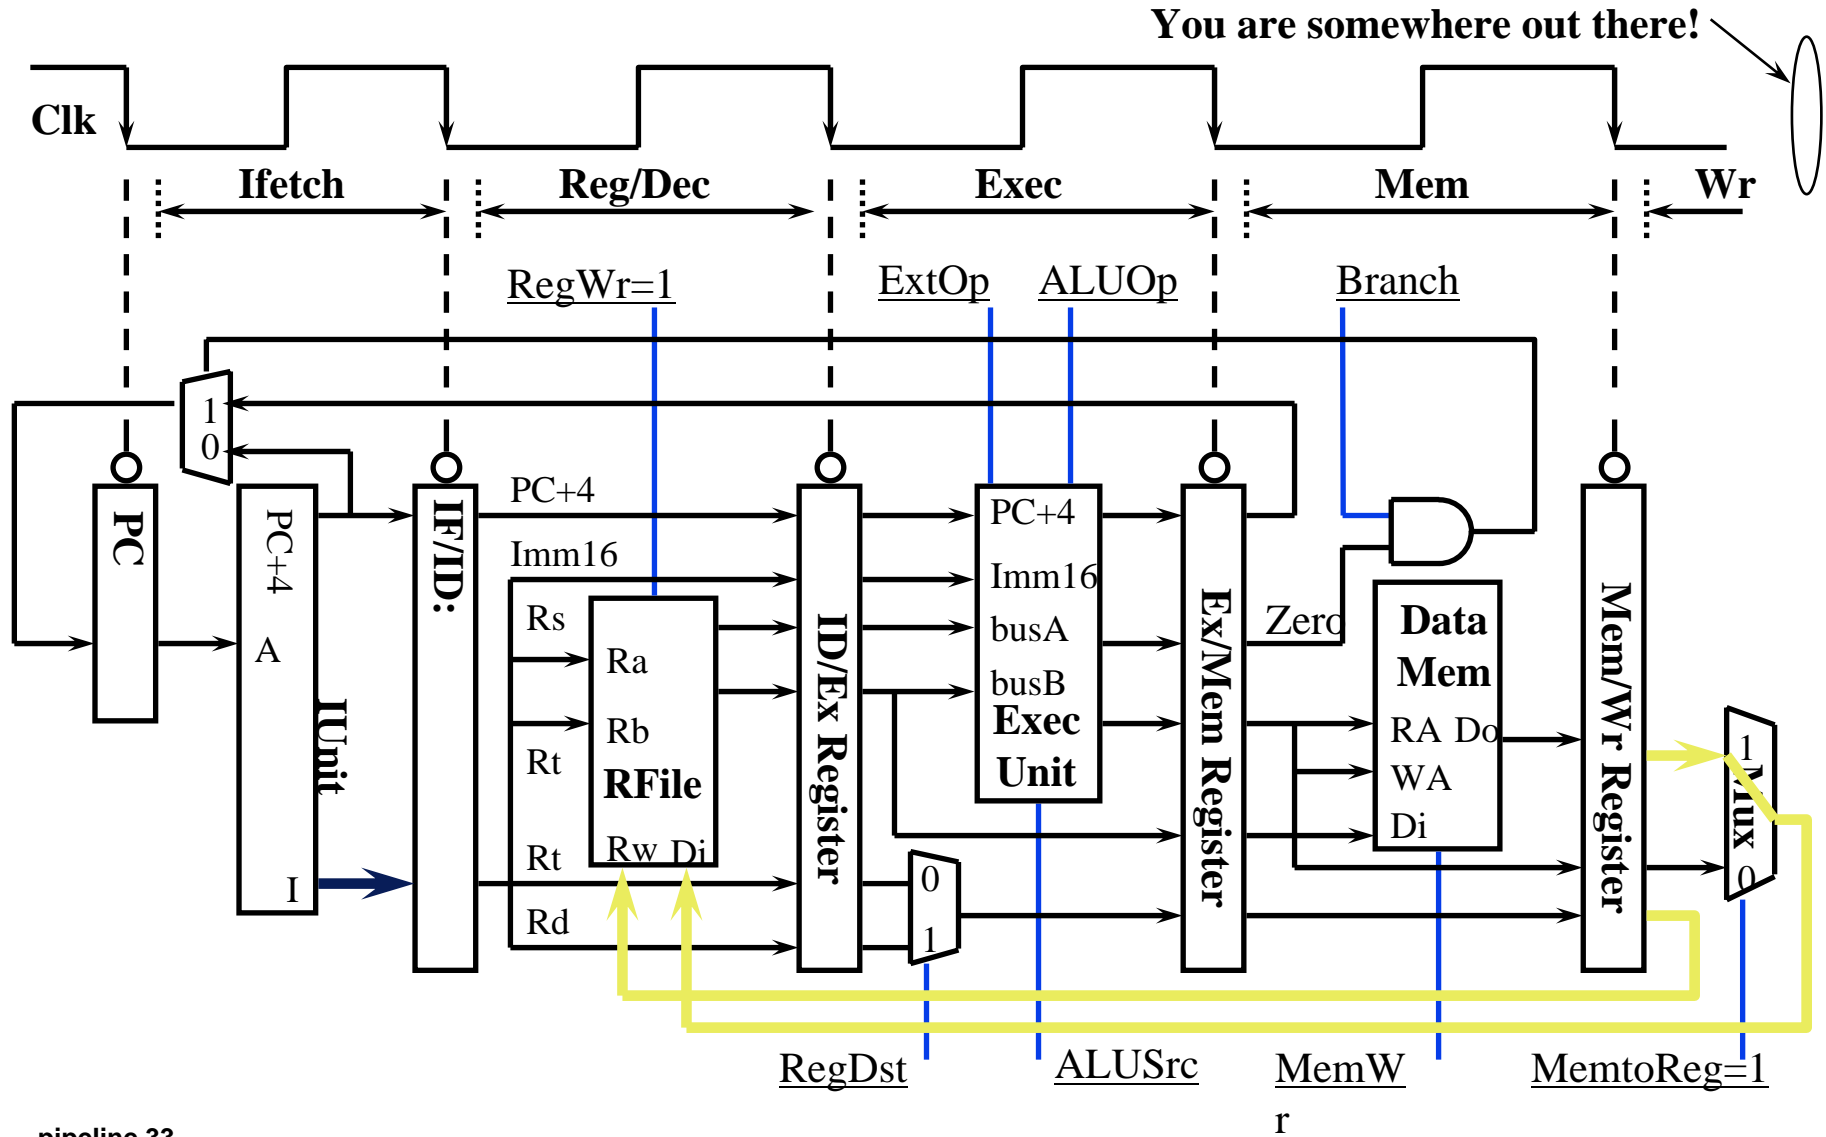 You are somewhere out there!
Clk
Ifetch
Reg/Dec
Exec
Mem
Wr
RegWr=1
ExtOp
ALUOp
Branch
1
0
PC
PC+4
A
IUnit
I
IF/ID:
PC+4
Imm16
Rs
Ra
Rb
Rt
RFile
Rw Di
Rt
Rd
ID/Ex Register
0
1
PC+4
Imm16
busA
busB
Exec
Unit
Ex/Mem Register
Zero
Data
Mem
RA Do
WA
Di
Mem/Wr Register
1
Mux
0
RegDst
ALUSrc
MemW
r
MemtoReg=1
pipeline.33